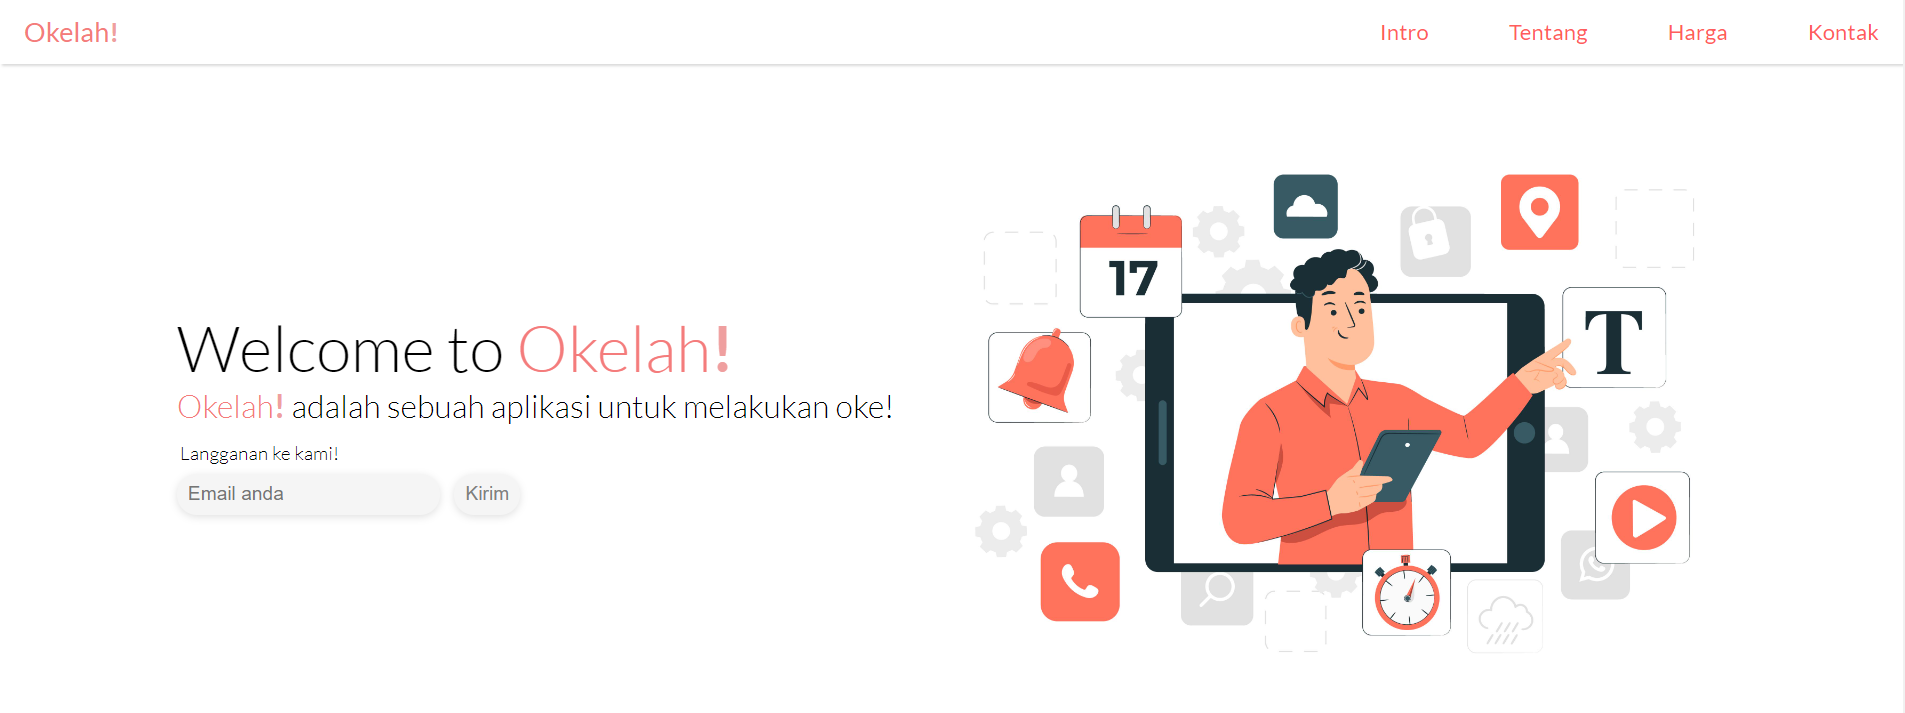 Okelah!
Intro Tentang Harga Kontak
Welcome to Okelah!
Okelah! adalah sebuah aplikasi untuk melakukan oke!
Langganan ke kami!
Email anda
Kirim
17
T